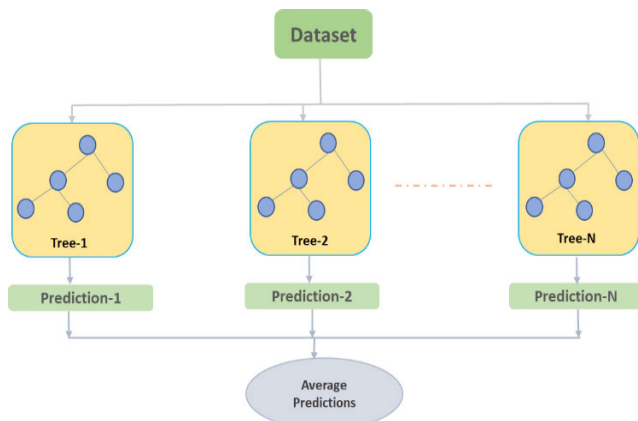 Dataset
Tree-1
Tree-2
Tree-N
Prediction-1
Prediction-2
Prediction-N
Average
Predictions